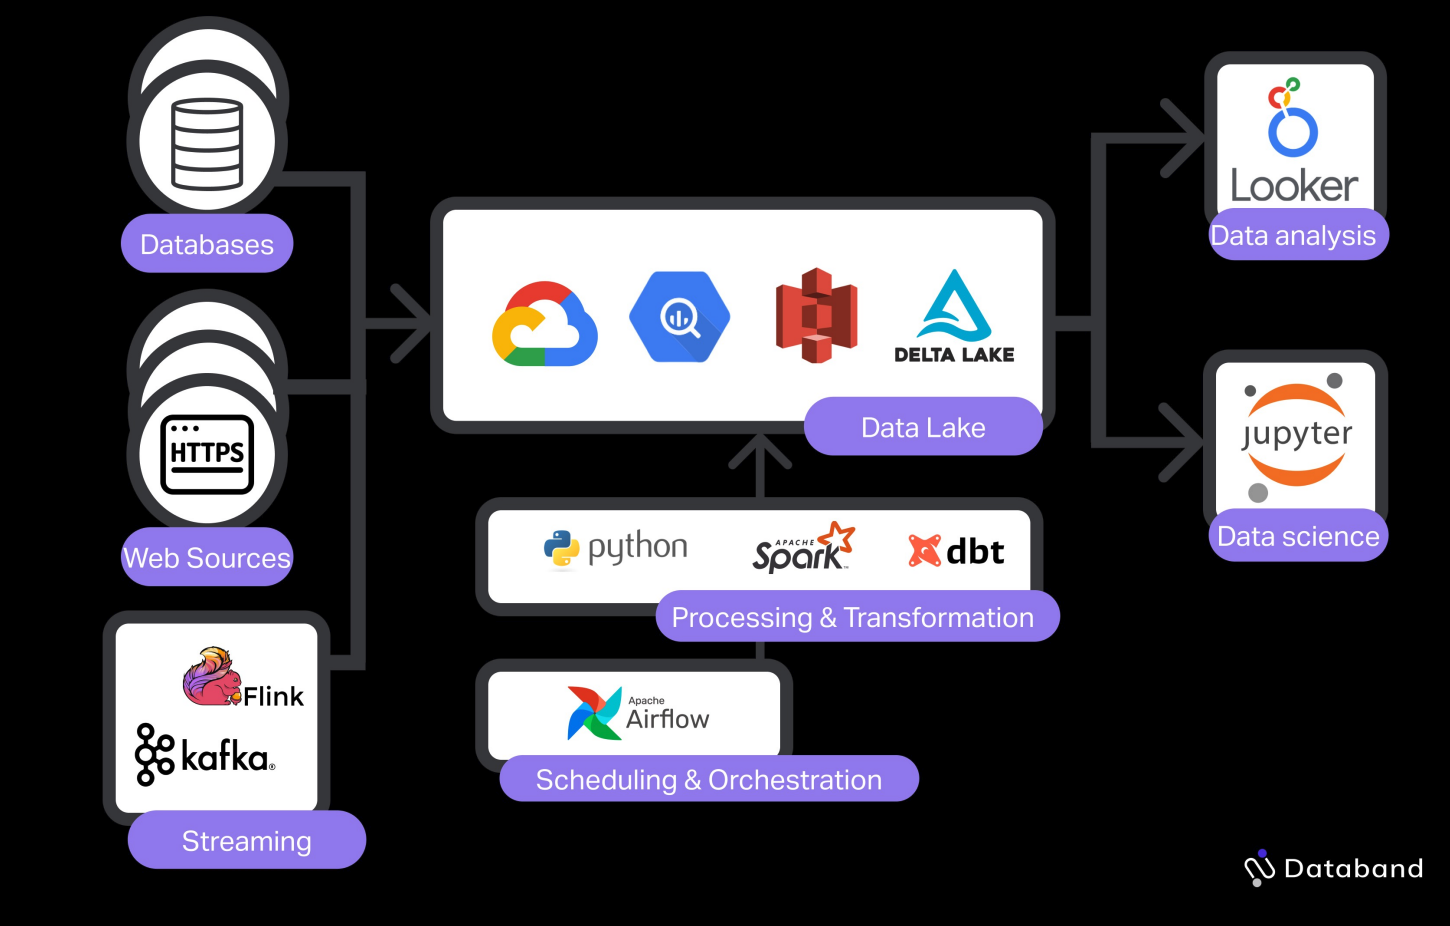 Databases
HTTPS
Web Sources
Flink
kafka®
Streaming
DELTA LAKE
Data Lake
python
APACHE
Spark™
dbt
Processing & Transformation
Apache
Airflow
Scheduling & Orchestration
Looker
Data analysis
jupyter
Data science
Databand